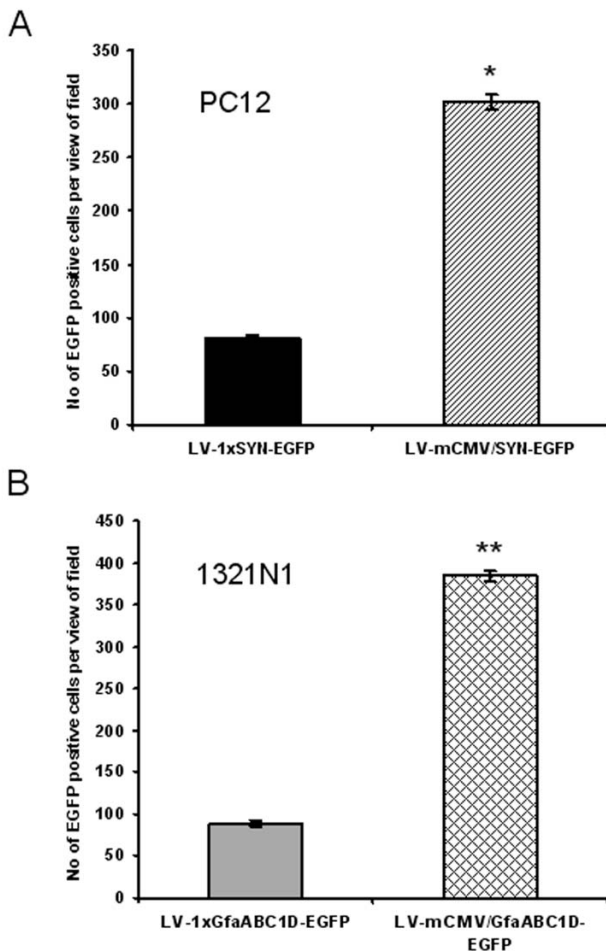 A
No of EGFP positive cells per view of field
350
300
250
200
150
100
50
0
PC12
*
LV-1xSYN-EGFP
LV-mCMV/SYN-EGFP
B
No of EGFP positive cells per view of field
450
400
350
300
250
200
150
100
50
0
1321N1
**
LV-1xGfaABC1D-EGFP
LV-mCMV/GfaABC1D-
EGFP